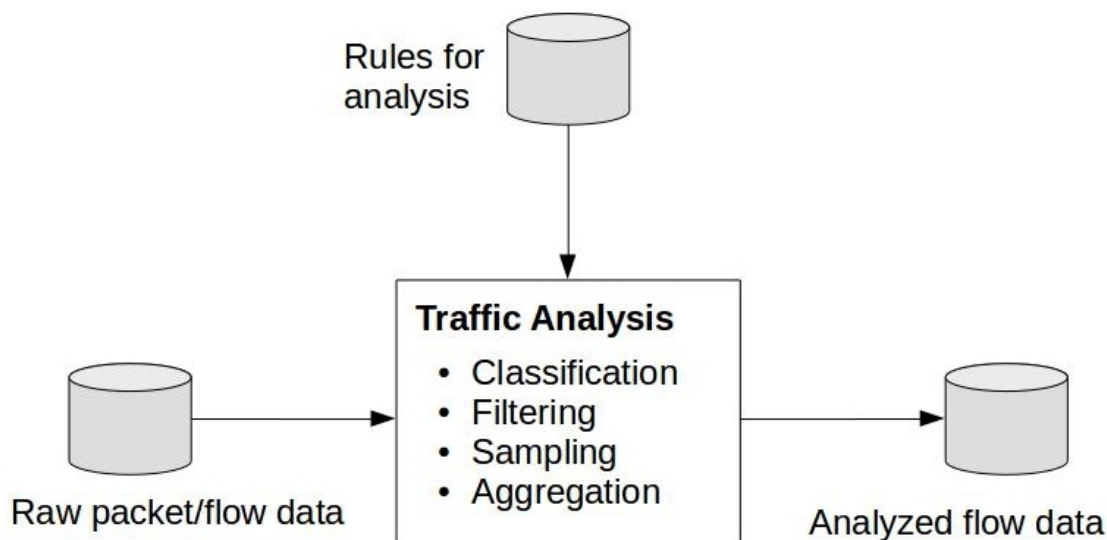 Rules for
analysis
Traffic Analysis
• Classification
• Filtering
• Sampling
• Aggregation
Raw packet/flow data
Analyzed flow data